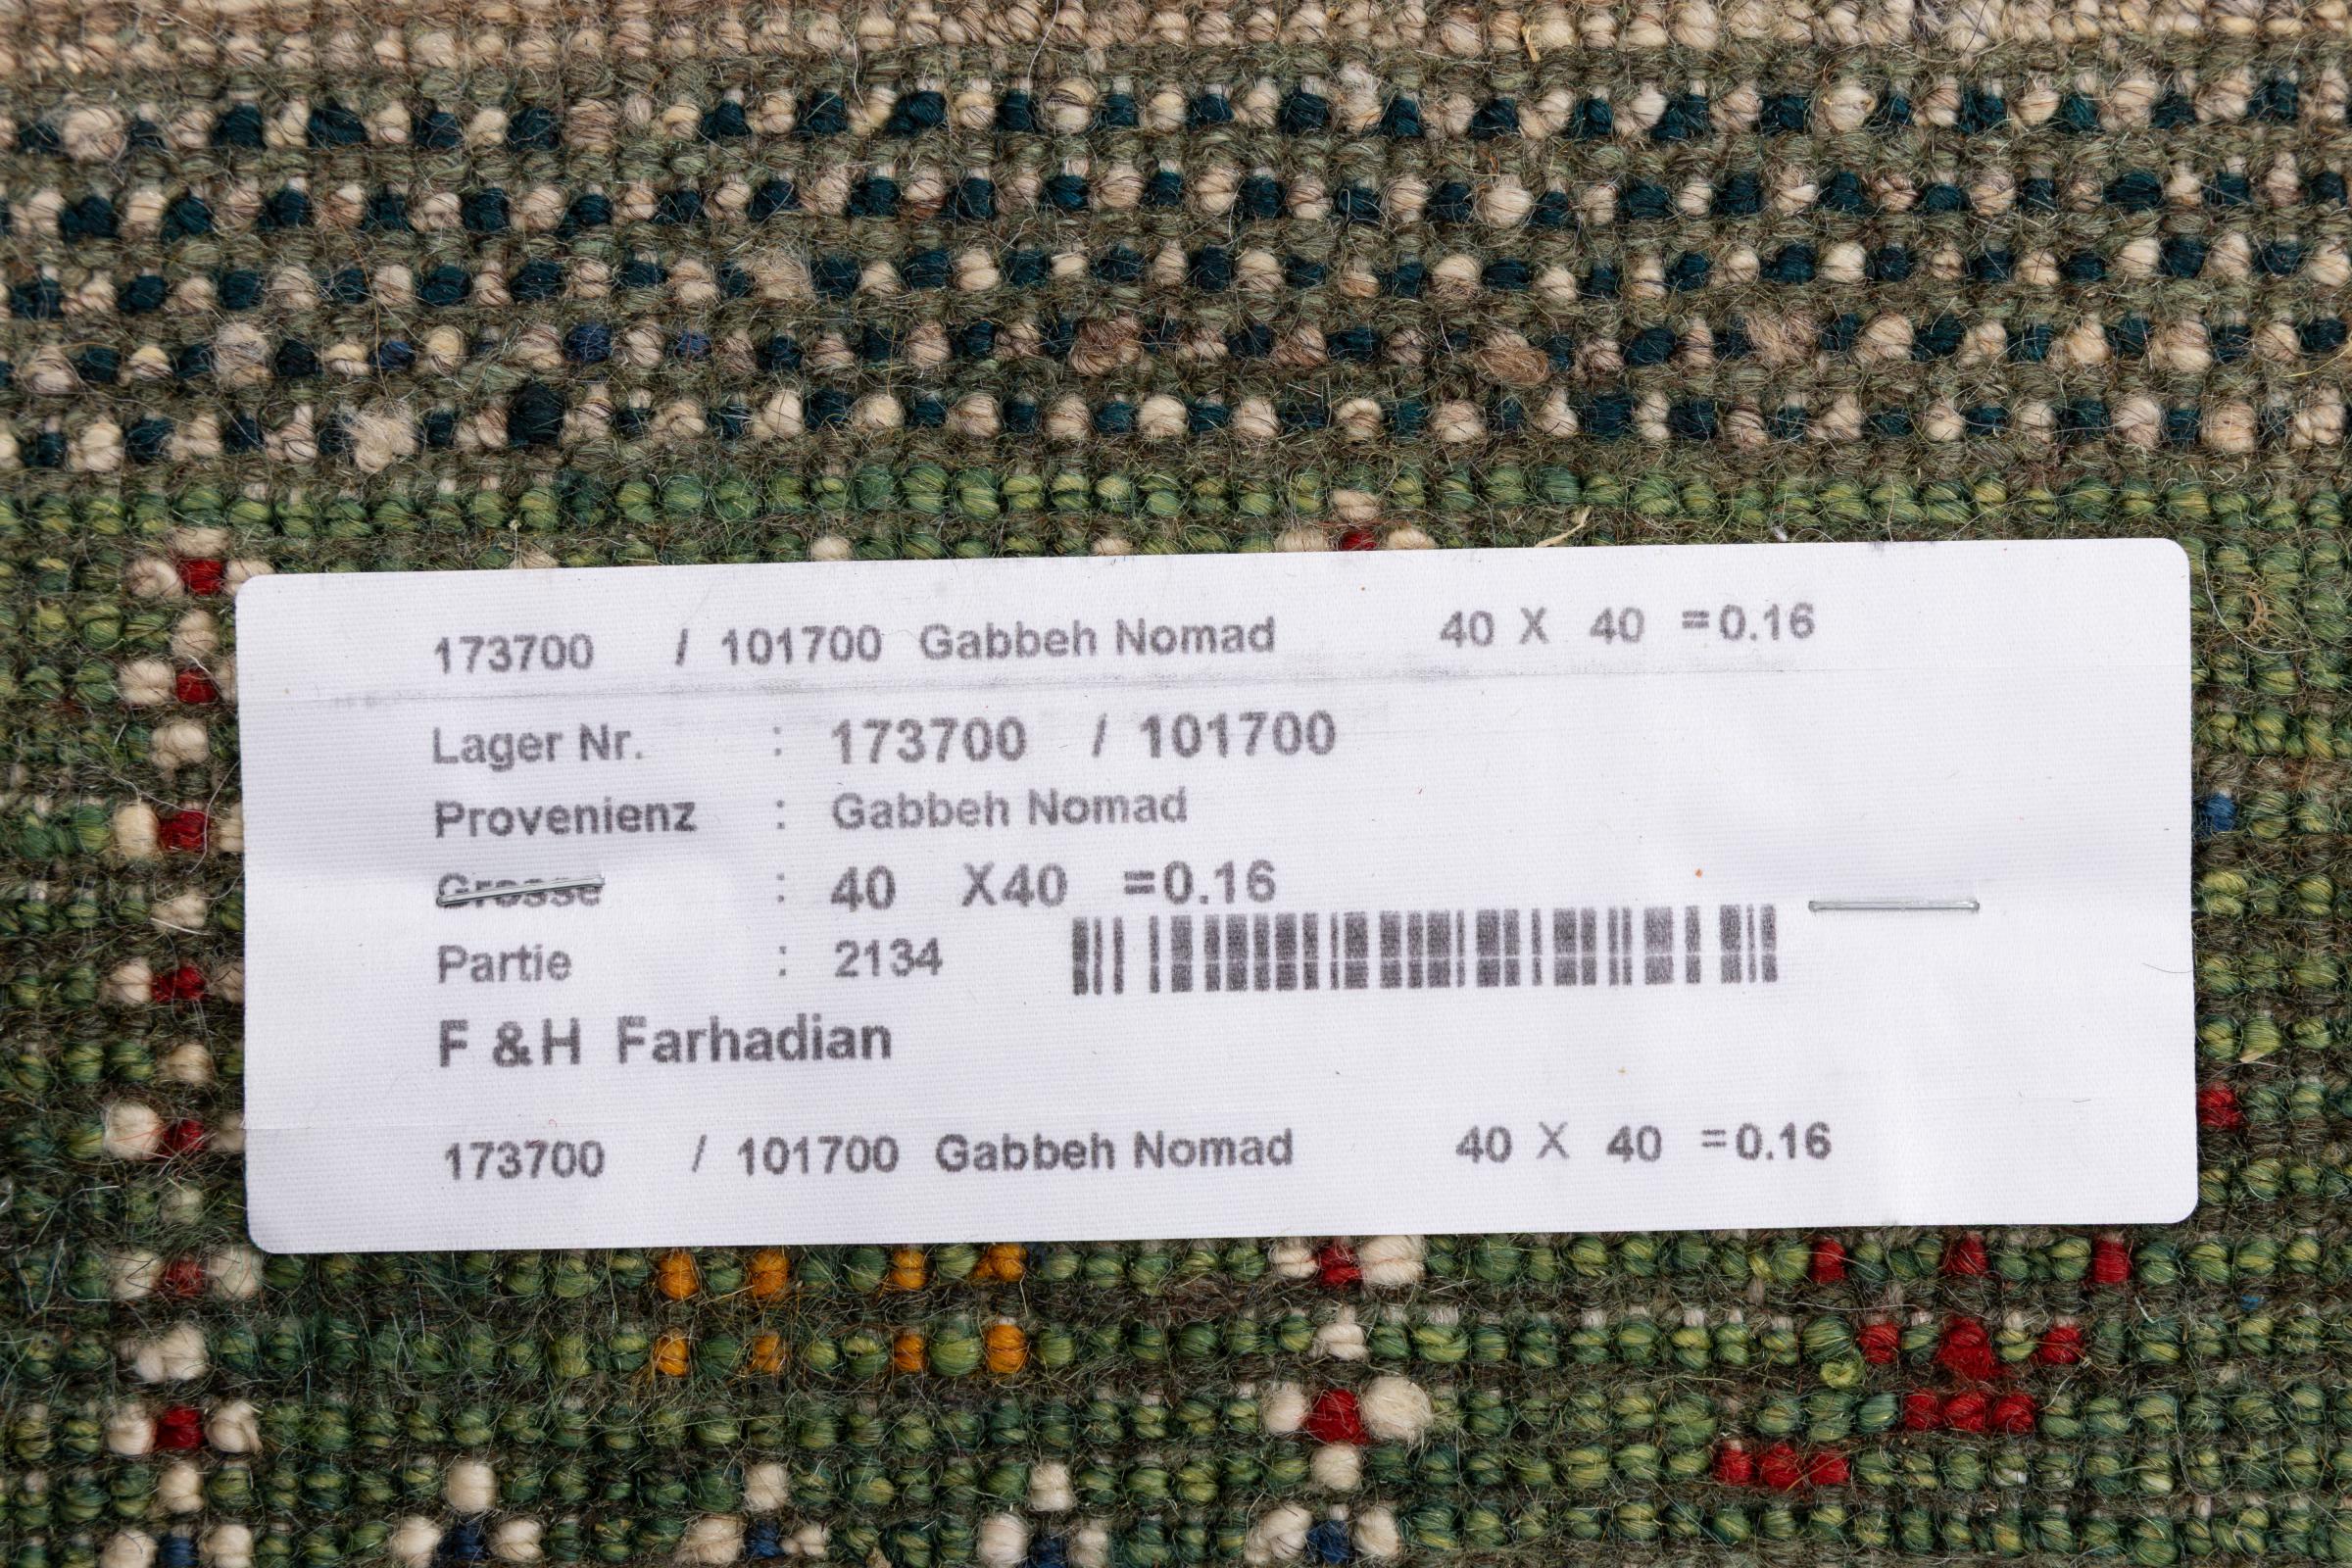 173700 / 101700 Gabbeh Nomad 40 X 40 =0.16
Lager Nr. : 173700 / 101700
Provenienz : Gabbeh Nomad
Grosse : 40 X40 =0.16
Partie : 2134
F & H Farhadian
173700 / 101700 Gabbeh Nomad 40 X 40 =0.16